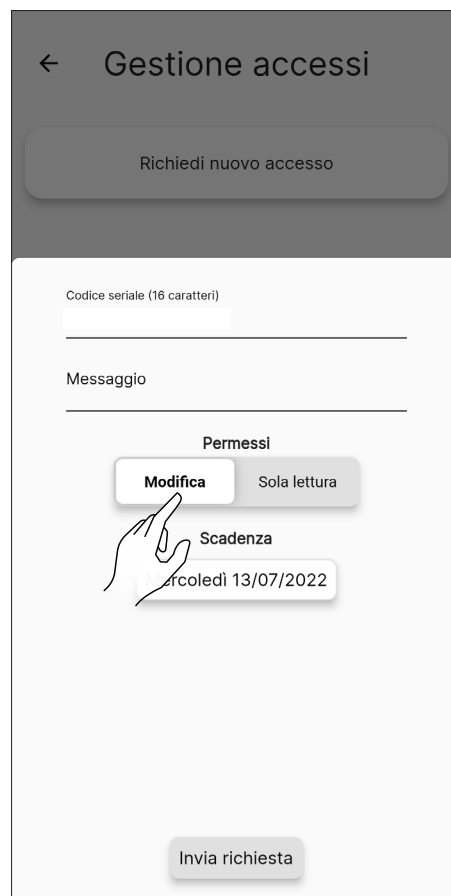 Gestione accessi
Richiedi nuovo accesso
Codice seriale (16 caratteri)
Messaggio
Permessi
Modifica Sola lettura
Scadenza
Mercoledì 13/07/2022
Invia richiesta